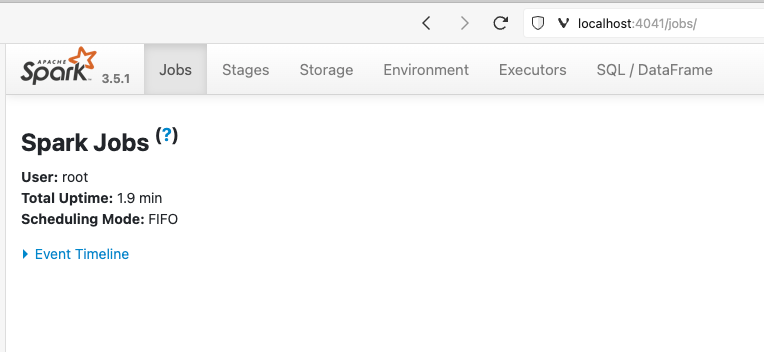 localhost:4041/jobs/
APACHE
Spark™ 3.5.1 Jobs Stages Storage Environment Executors SQL / DataFrame
Spark Jobs (?)
User: root
Total Uptime: 1.9 min
Scheduling Mode: FIFO
Event Timeline